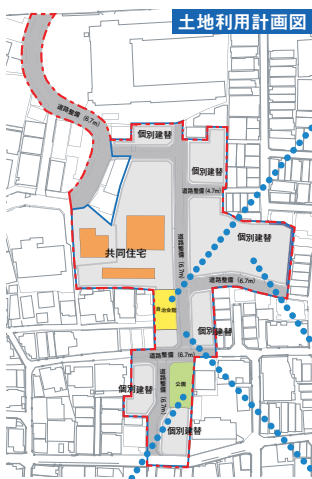 土地利用計画図
道路整備 (6.7m)
個別建替
個別建替
道路整備 (4.7m)
個別建替
共同住宅
道路整備 (6.7m)
道路整備 (6.7m)
自治会館
個別建替
道路整備 (6.7m)
公園
道路整備 (6.7m)
個別建替
個別建替